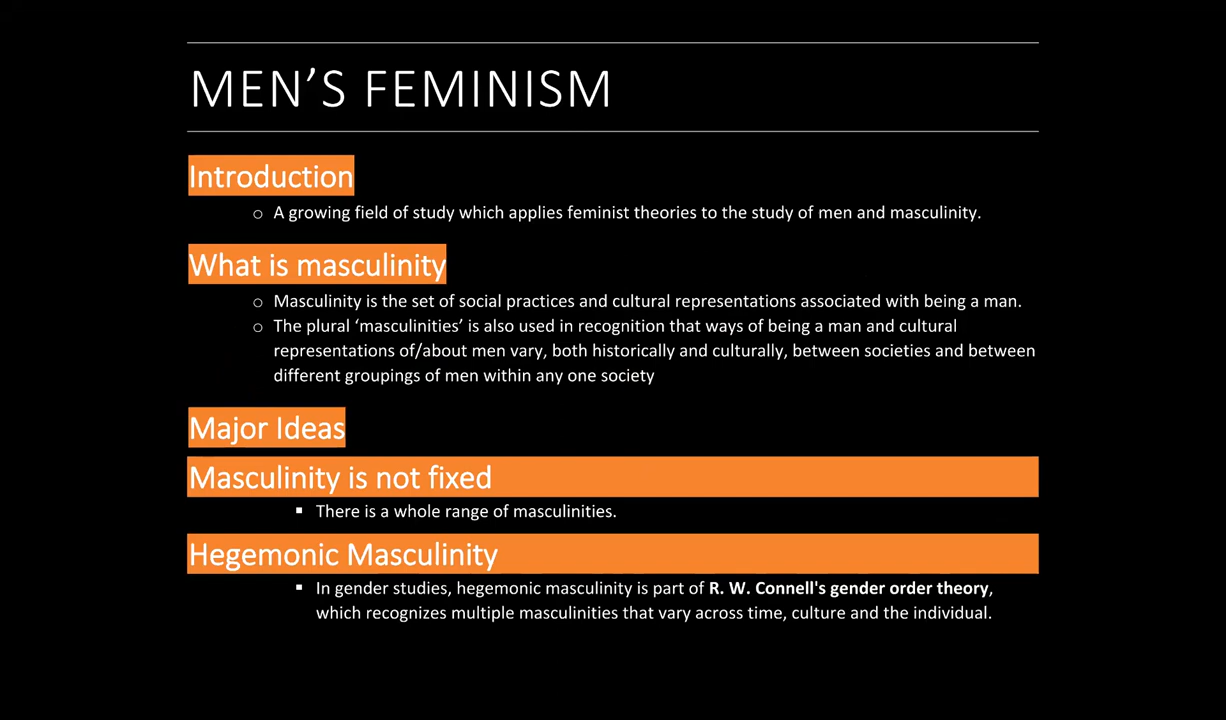 MEN'S FEMINISM
Introduction
o A growing field of study which applies feminist theories to the study of men and masculinity.
What is masculinity
o Masculinity is the set of social practices and cultural representations associated with being a man.
o The plural ‘masculinities’ is also used in recognition that ways of being a man and cultural
representations of/about men vary, both historically and culturally, between societies and between
different groupings of men within any one society
Major Ideas
Masculinity is not fixed
▪ There is a whole range of masculinities.
Hegemonic Masculinity
▪ In gender studies, hegemonic masculinity is part of R. W. Connell's gender order theory,
which recognizes multiple masculinities that vary across time, culture and the individual.